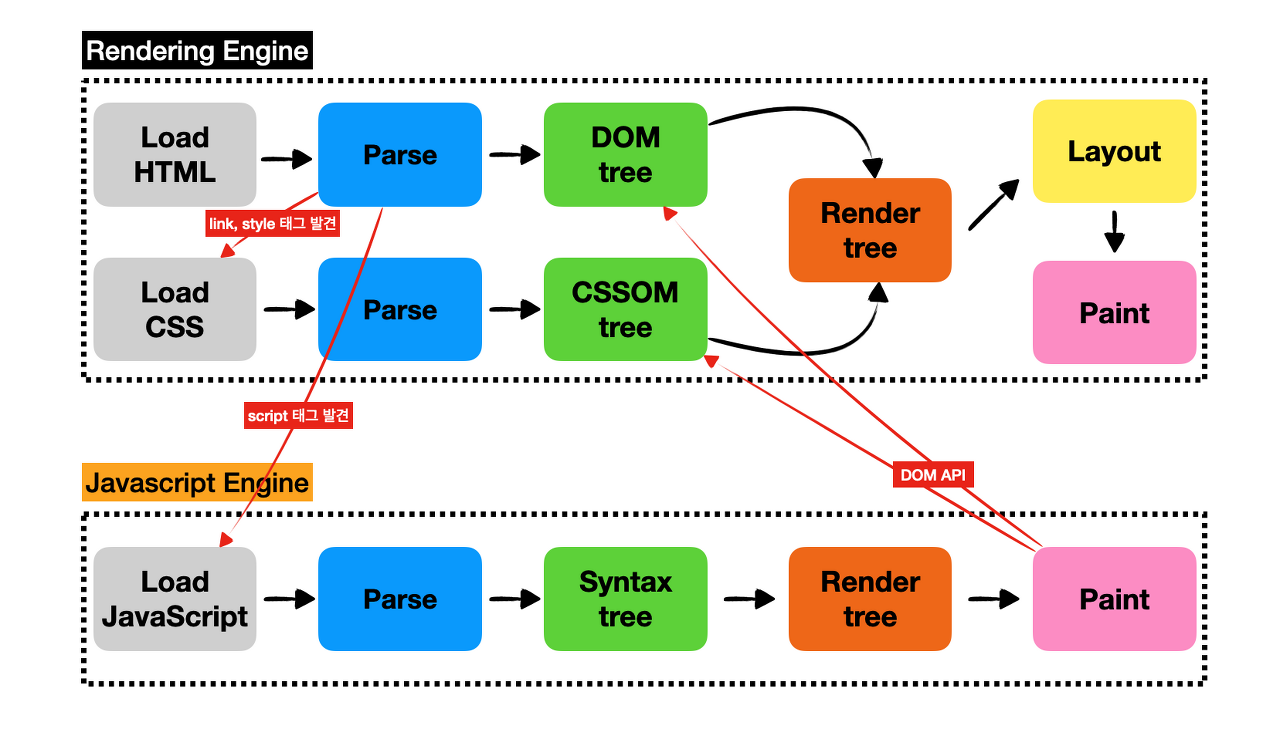 Rendering Engine
Load
HTML
Parse
DOM
tree
Layout
Render
tree
link, style 태그 발견
Load
CSS
Parse
CSSOM
tree
Paint
script 태그 발견
DOM API
Javascript Engine
Load
JavaScript
Parse
Syntax
tree
Render
tree
Paint